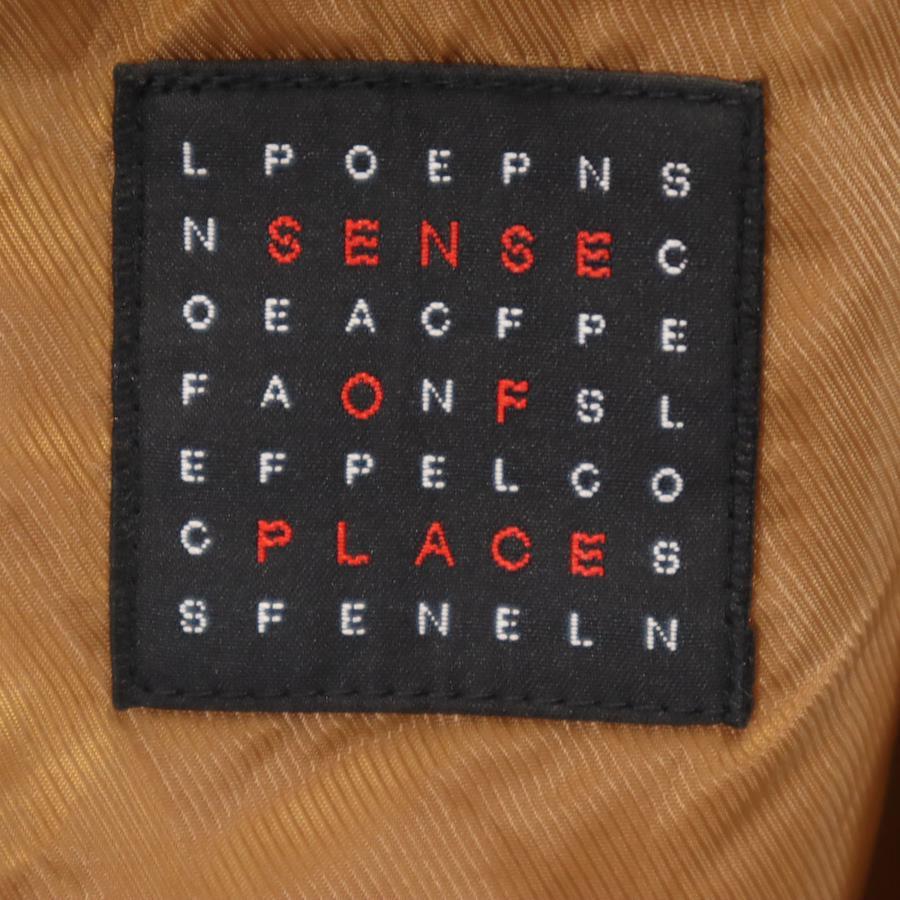 L P O E P N S
N S E N S E C
O E A C F P E
F A O N F S L
E F P E L C O
C P L A C E S
S F E N E L N